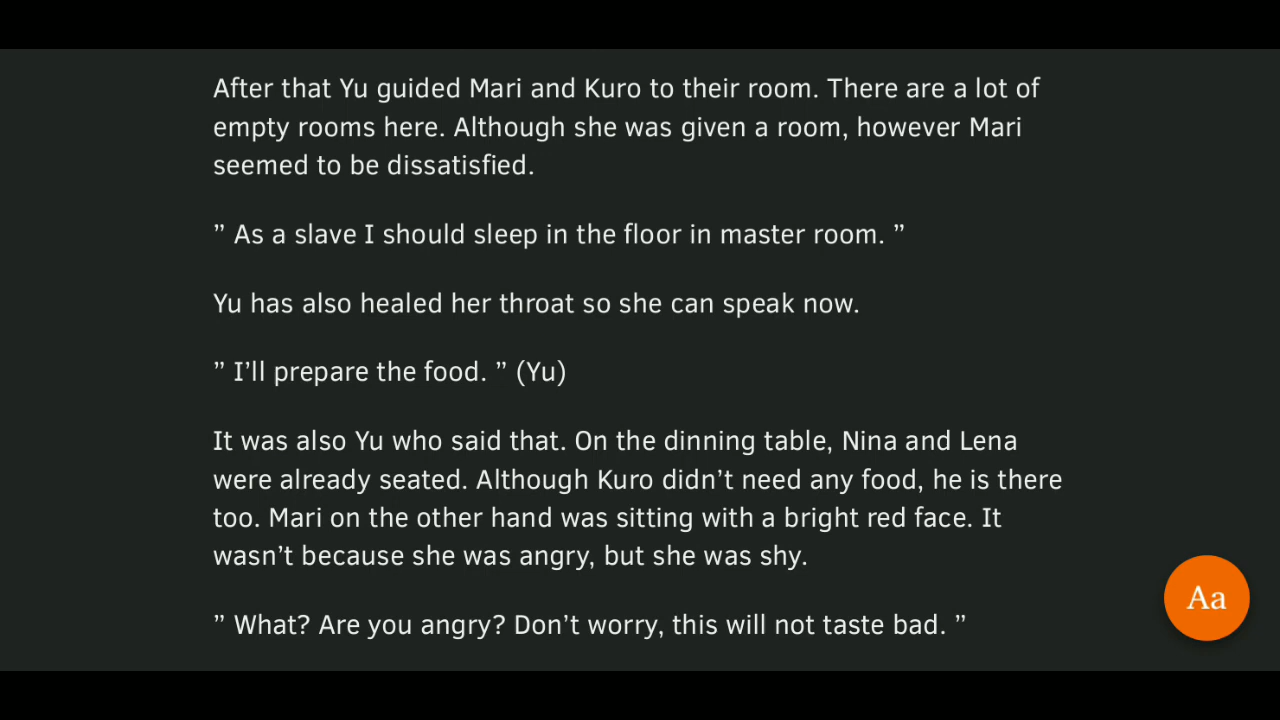 After that Yu guided Mari and Kuro to their room. There are a lot of
empty rooms here. Although she was given a room, however Mari
seemed to be dissatisfied.
” As a slave I should sleep in the floor in master room. ”
Yu has also healed her throat so she can speak now.
” I’ll prepare the food. ” (Yu)
It was also Yu who said that. On the dinning table, Nina and Lena
were already seated. Although Kuro didn’t need any food, he is there
too. Mari on the other hand was sitting with a bright red face. It
wasn’t because she was angry, but she was shy.
” What? Are you angry? Don’t worry, this will not taste bad. ”
Aa